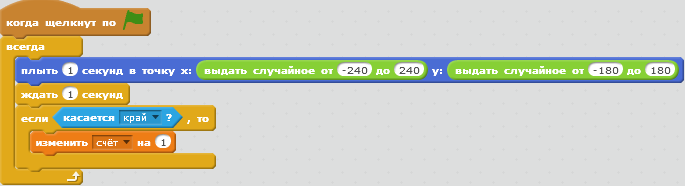 когда щелкнут по
всегда
плыть 1 секунд в точку x: выдать случайное от -240 до 240 y: выдать случайное от -180 до 180
ждать 1 секунд
если касается край ? , то
изменить счёт на 1